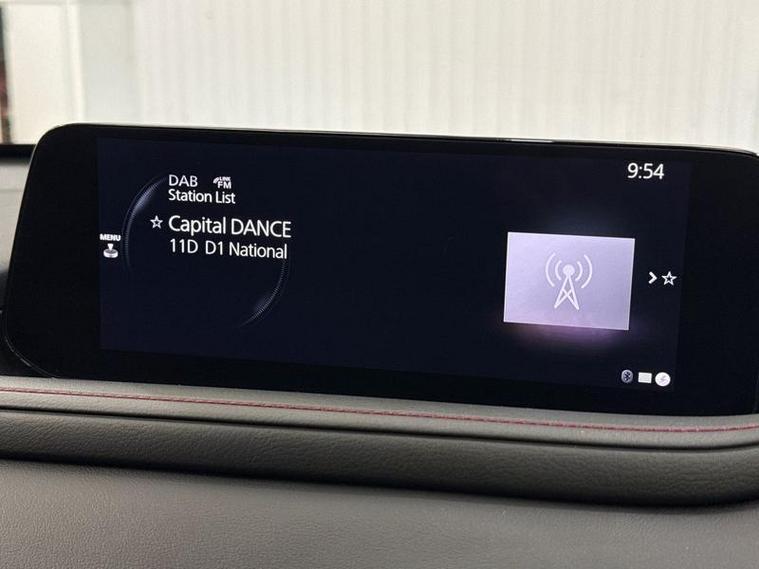 9:54
DAB LINK FM
Station List
MENU
☆ Capital DANCE
11D D1 National